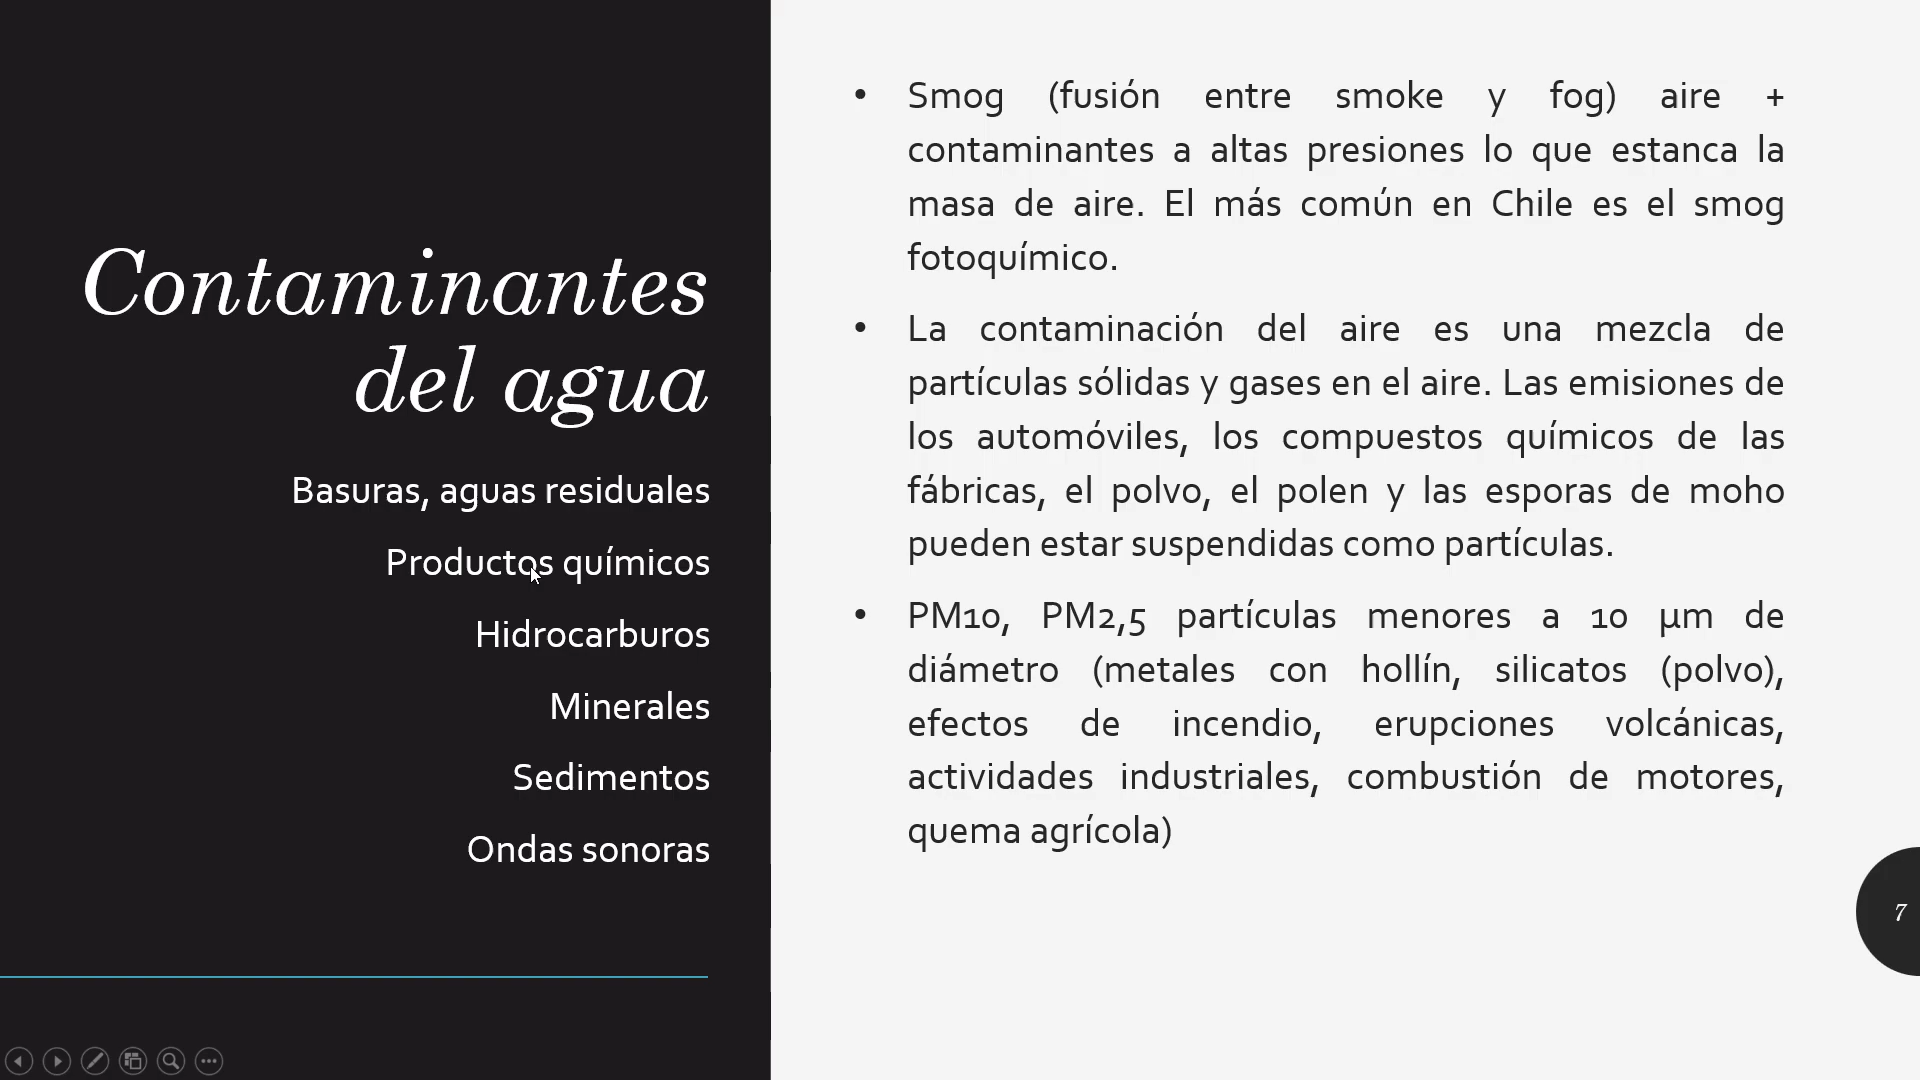 Contaminantes
del agua
Basuras, aguas residuales
Productos químicos
Hidrocarburos
Minerales
Sedimentos
Ondas sonoras
• Smog (fusión entre smoke y fog) aire +
contaminantes a altas presiones lo que estanca la
masa de aire. El más común en Chile es el smog
fotoquímico.
• La contaminación del aire es una mezcla de
partículas sólidas y gases en el aire. Las emisiones de
los automóviles, los compuestos químicos de las
fábricas, el polvo, el polen y las esporas de moho
pueden estar suspendidas como partículas.
• PM10, PM2,5 partículas menores a 10 µm de
diámetro (metales con hollín, silicatos (polvo),
efectos de incendio, erupciones volcánicas,
actividades industriales, combustión de motores,
quema agrícola)
7